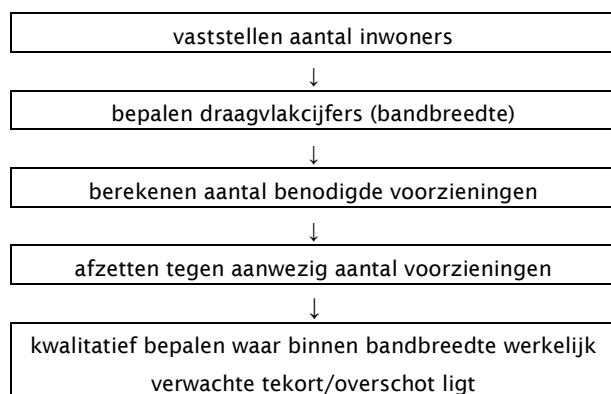 vaststellen aantal inwoners
↓
bepalen draagvlakcijfers (bandbreedte)
↓
berekenen aantal benodigde voorzieningen
↓
afzetten tegen aanwezig aantal voorzieningen
↓
kwalitatief bepalen waar binnen bandbreedte werkelijk
verwachte tekort/overschot ligt